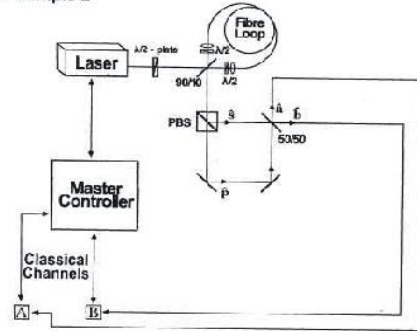 Fibre
Loop
λ/2 - plate
λ/2
Laser
90/10
λ/2
PBS
ŝ
â
b̂
50/50
p̂
Master
Controller
Classical
Channels
A
B